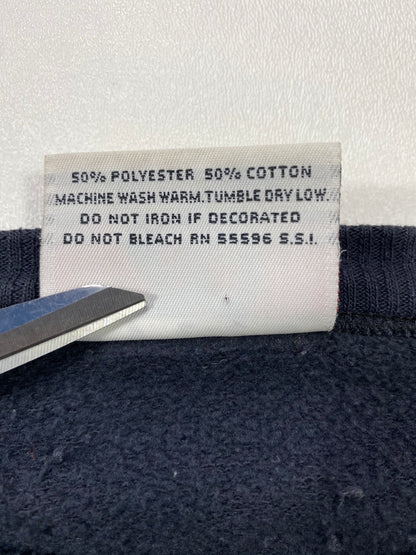 50% POLYESTER 50% COTTON
MACHINE WASH WARM.TUMBLE DRY LOW.
DO NOT IRON IF DECORATED
DO NOT BLEACH RN 55596 S.S.I.